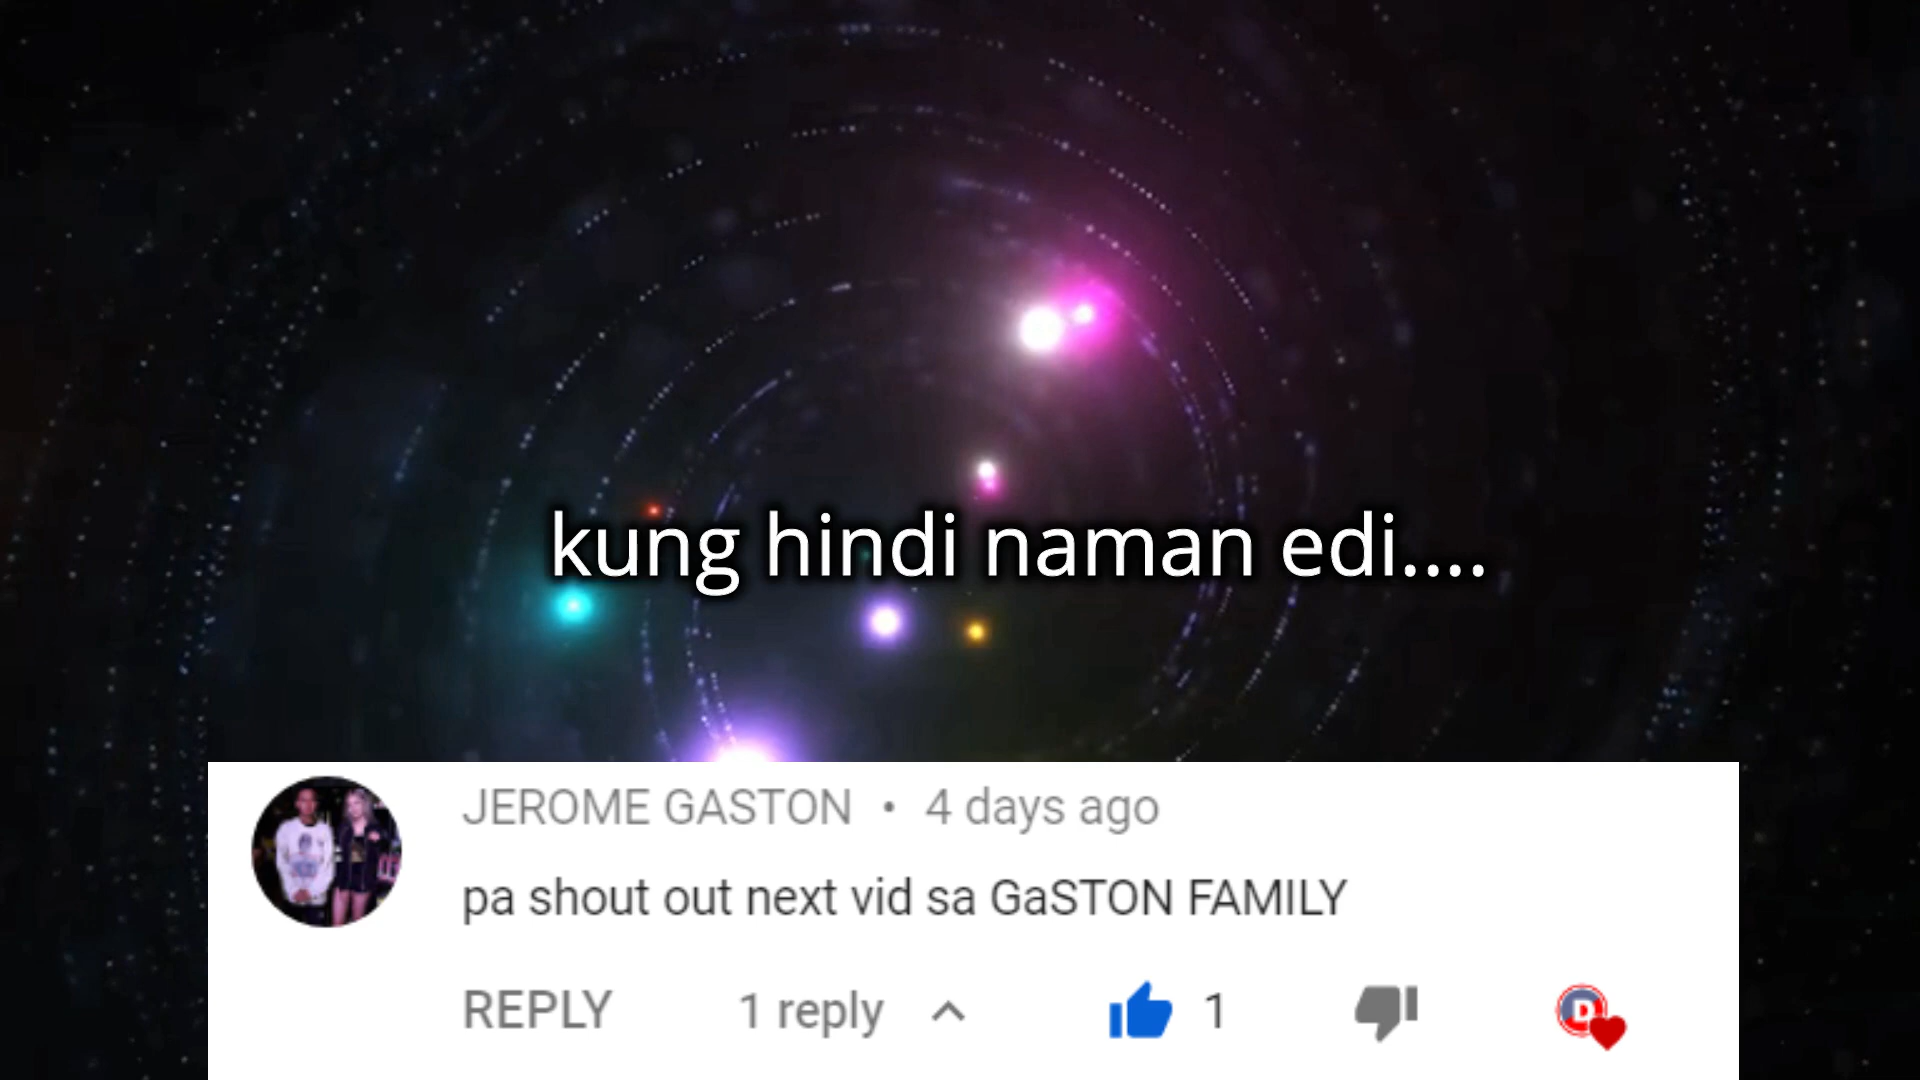 kung hindi naman edi....
JEROME GASTON • 4 days ago
pa shout out next vid sa GaSTON FAMILY
REPLY 1 reply 1
D